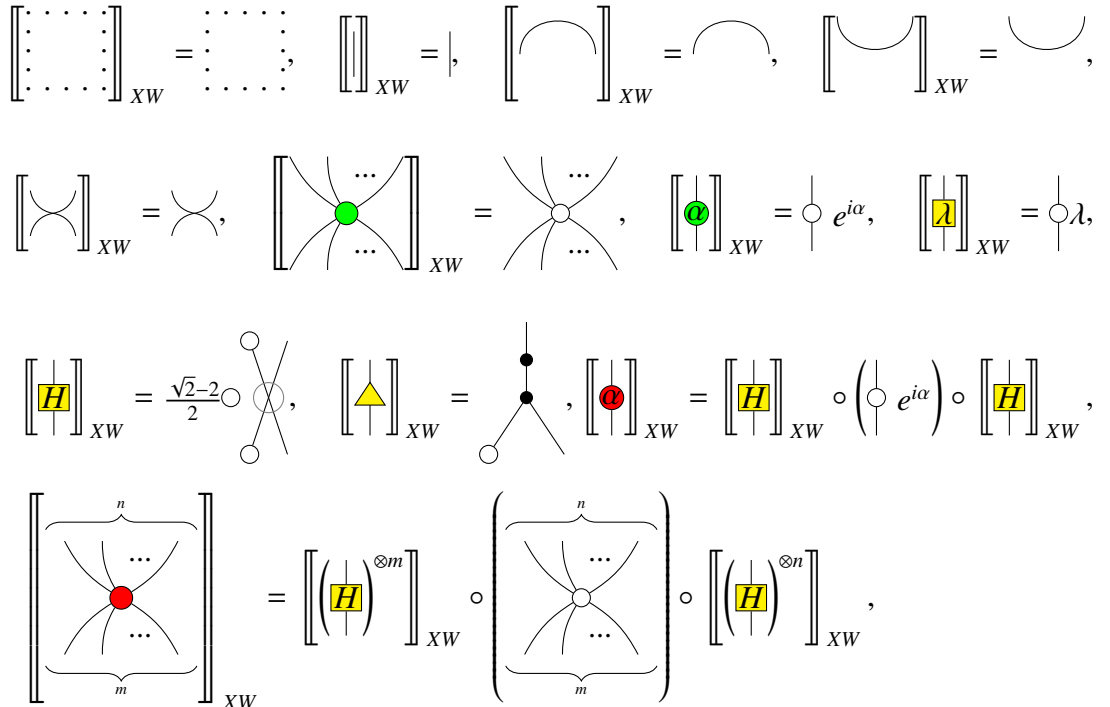 ⟦ ⟧_{XW} = , ⟦ | ⟧_{XW} = |, ⟦ ⟧_{XW} = , ⟦ ⟧_{XW} = ,
⟦ ⟧_{XW} = , ⟦ ... ... ⟧_{XW} = ... ... , ⟦ α ⟧_{XW} = e^{iα}, ⟦ λ ⟧_{XW} = λ,
⟦ H ⟧_{XW} = \frac{√2−2}{2} , ⟦ ⟧_{XW} = , ⟦ α ⟧_{XW} = ⟦ H ⟧_{XW} ∘ ( e^{iα} ) ∘ ⟦ H ⟧_{XW} ,
⟦ n ... ... m ⟧_{XW} = ⟦ ( H )^{⊗m} ⟧_{XW} ∘ ( n ... ... m ) ∘ ⟦ ( H )^{⊗n} ⟧_{XW} ,